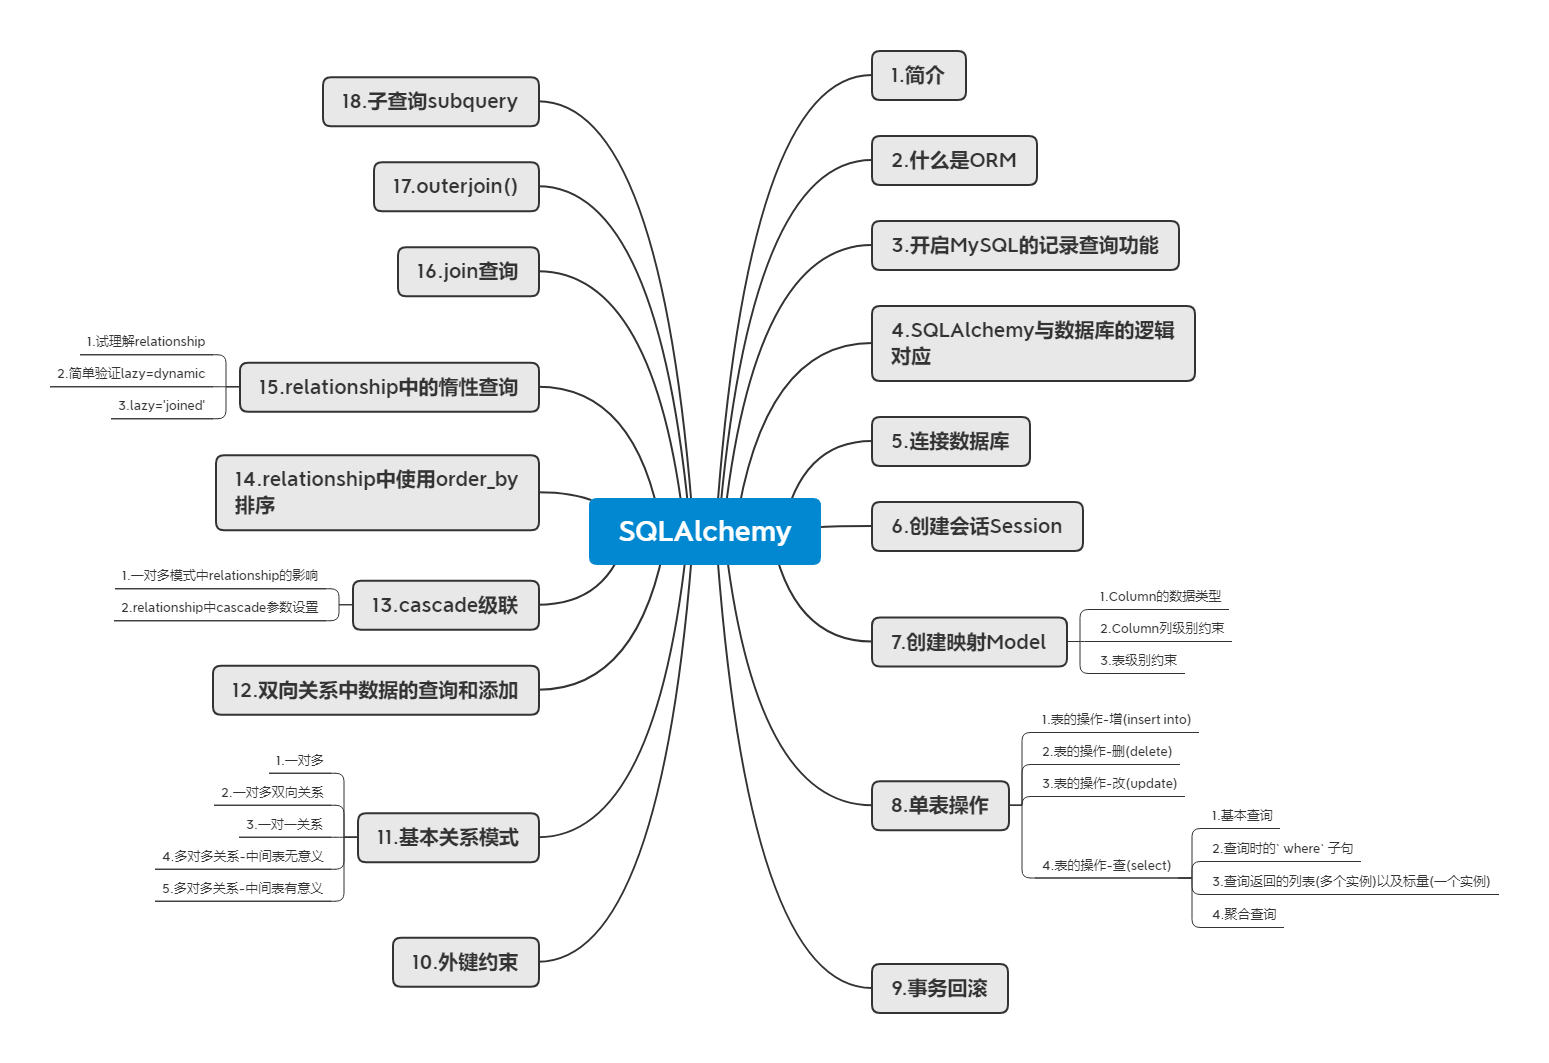 SQLAlchemy
1.简介
2.什么是ORM
3.开启MySQL的记录查询功能
4.SQLAlchemy与数据库的逻辑
对应
5.连接数据库
6.创建会话Session
7.创建映射Model
1.Column的数据类型
2.Column列级别约束
3.表级别约束
8.单表操作
1.表的操作-增(insert into)
2.表的操作-删(delete)
3.表的操作-改(update)
4.表的操作-查(select)
1.基本查询
2.查询时的` where` 子句
3.查询返回的列表(多个实例)以及标量(一个实例)
4.聚合查询
9.事务回滚
10.外键约束
11.基本关系模式
1.一对多
2.一对多双向关系
3.一对一关系
4.多对多关系-中间表无意义
5.多对多关系-中间表有意义
12.双向关系中数据的查询和添加
13.cascade级联
1.一对多模式中relationship的影响
2.relationship中cascade参数设置
14.relationship中使用order_by
排序
15.relationship中的惰性查询
1.试理解relationship
2.简单验证lazy=dynamic
3.lazy='joined'
16.join查询
17.outerjoin()
18.子查询subquery